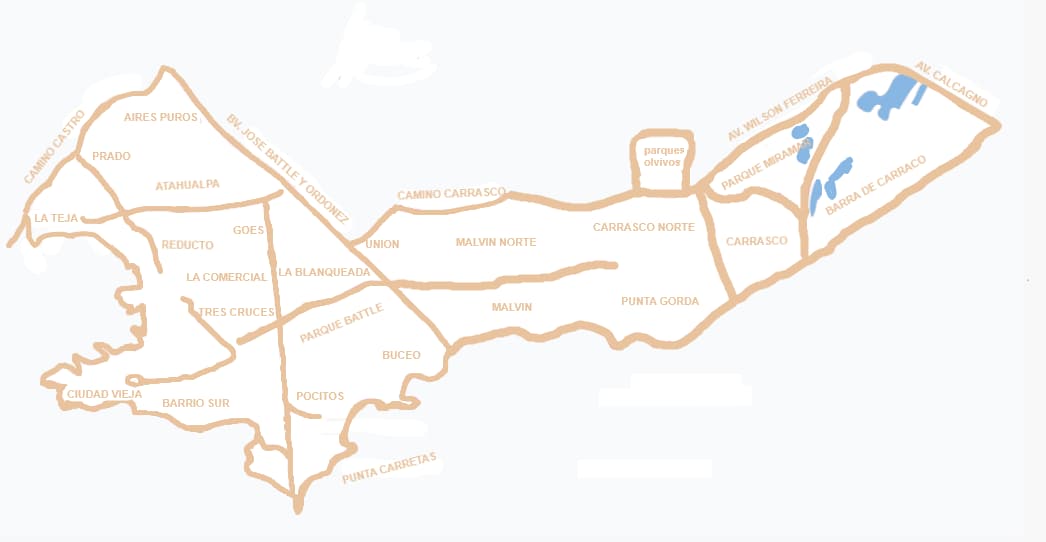 AV. CALCAGNO
AV. WILSON FERREIRA
AIRES PUROS
BV. JOSE BATTLE Y ORDONEZ
CAMINO CASTRO
PRADO
parques
olvivos
PARQUE MIRAMAR
ATAHUALPA
CAMINO CARRASCO
BARRA DE CARRACO
LA TEJA
GOES
CARRASCO NORTE
REDUCTO
UNION
MALVIN NORTE
CARRASCO
LA COMERCIAL
LA BLANQUEADA
TRES CRUCES
PARQUE BATTLE
MALVIN
PUNTA GORDA
BUCEO
CIUDAD VIEJA
BARRIO SUR
POCITOS
PUNTA CARRETAS